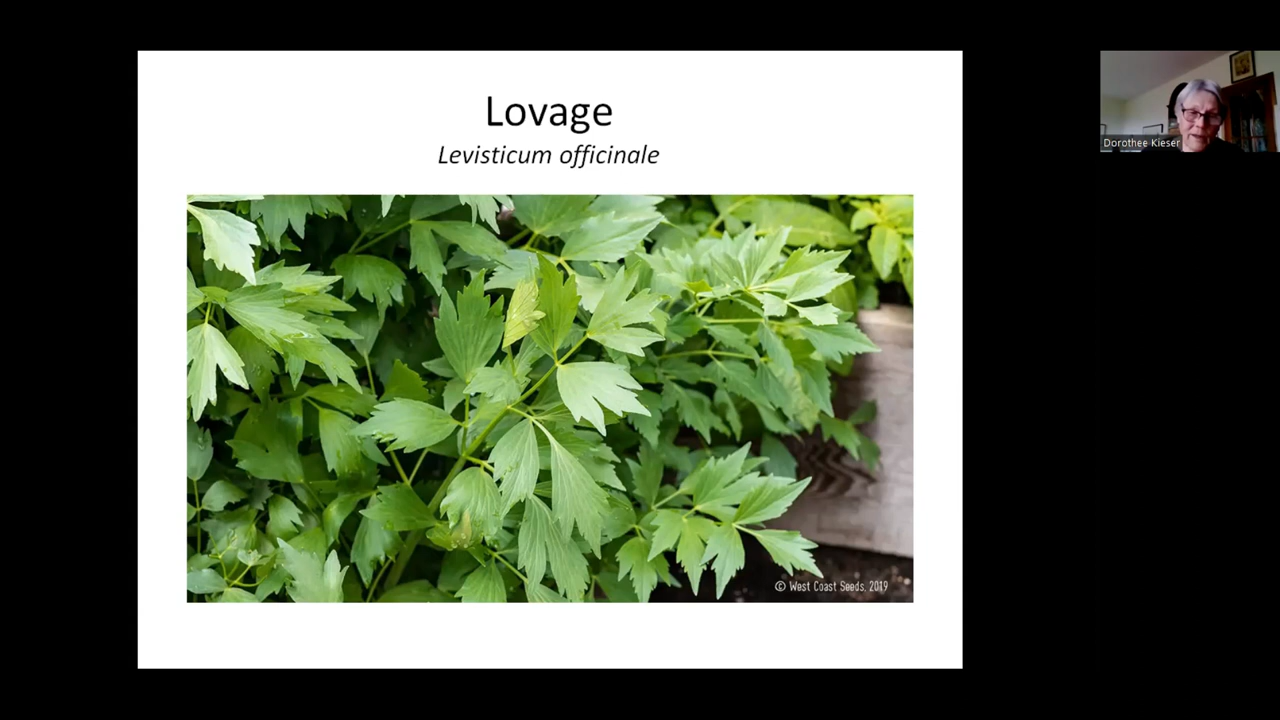 Lovage
Levisticum officinale
© West Coast Seeds, 2019
Dorothee Kieser